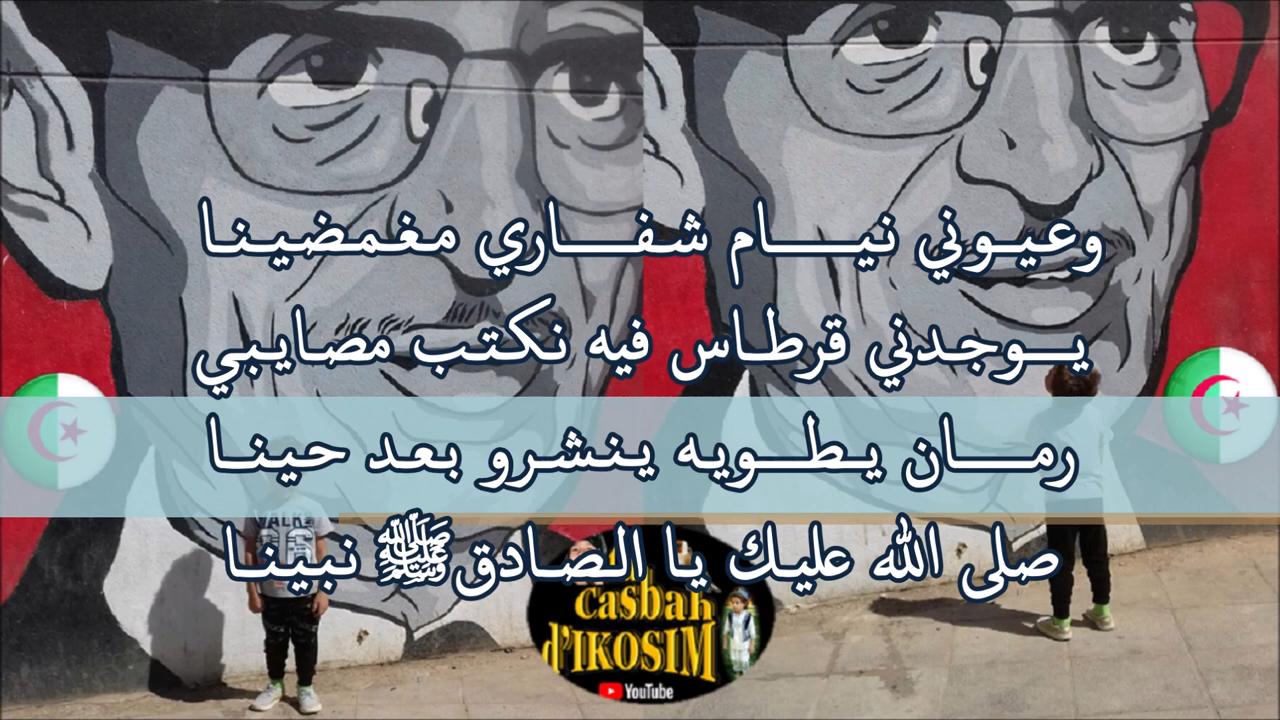 وعيوني نيام شفاري مغمضينا
يوجدني قرطاس فيه نكتب مصايبي
رمان يطويه ينشرو بعد حينا
صلى الله عليك يا الصادق ﷺ نبينا
casbah
d'IKOSIM
YouTube